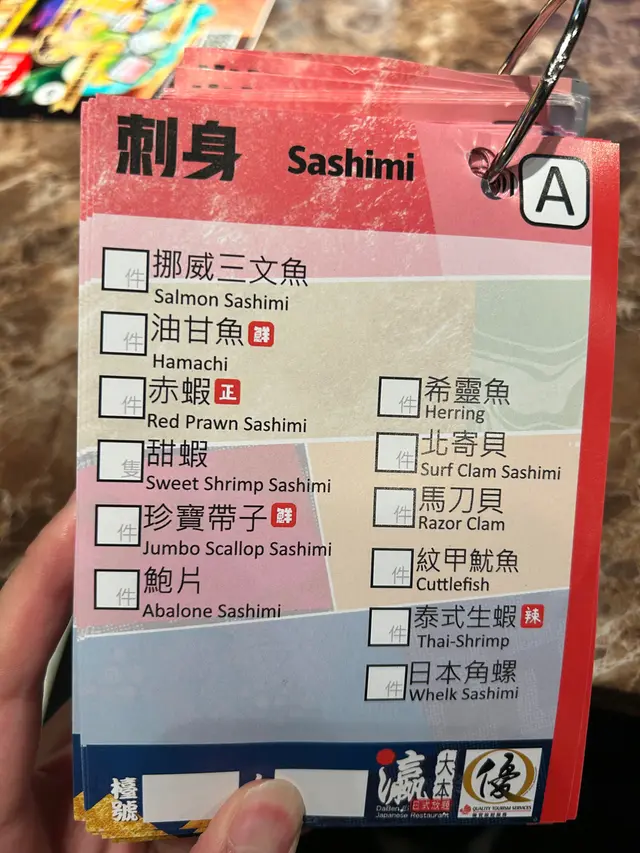 刺身 Sashimi
A
件 挪威三文魚
Salmon Sashimi
件 油甘魚 鮮
Hamachi
件 赤蝦 正
Red Prawn Sashimi
隻 甜蝦
Sweet Shrimp Sashimi
件 珍寶帶子 鮮
Jumbo Scallop Sashimi
件 鮑片
Abalone Sashimi
件 希靈魚
Herring
件 北寄貝
Surf Clam Sashimi
件 馬刀貝
Razor Clam
件 紋甲魷魚
Cuttlefish
件 泰式生蝦 辣
Thai-Shrimp
件 日本角螺
Whelk Sashimi
檯號
瀛 大本
日式放題
Japanese Restaurant
優
QUALITY TOURISM SERVICES